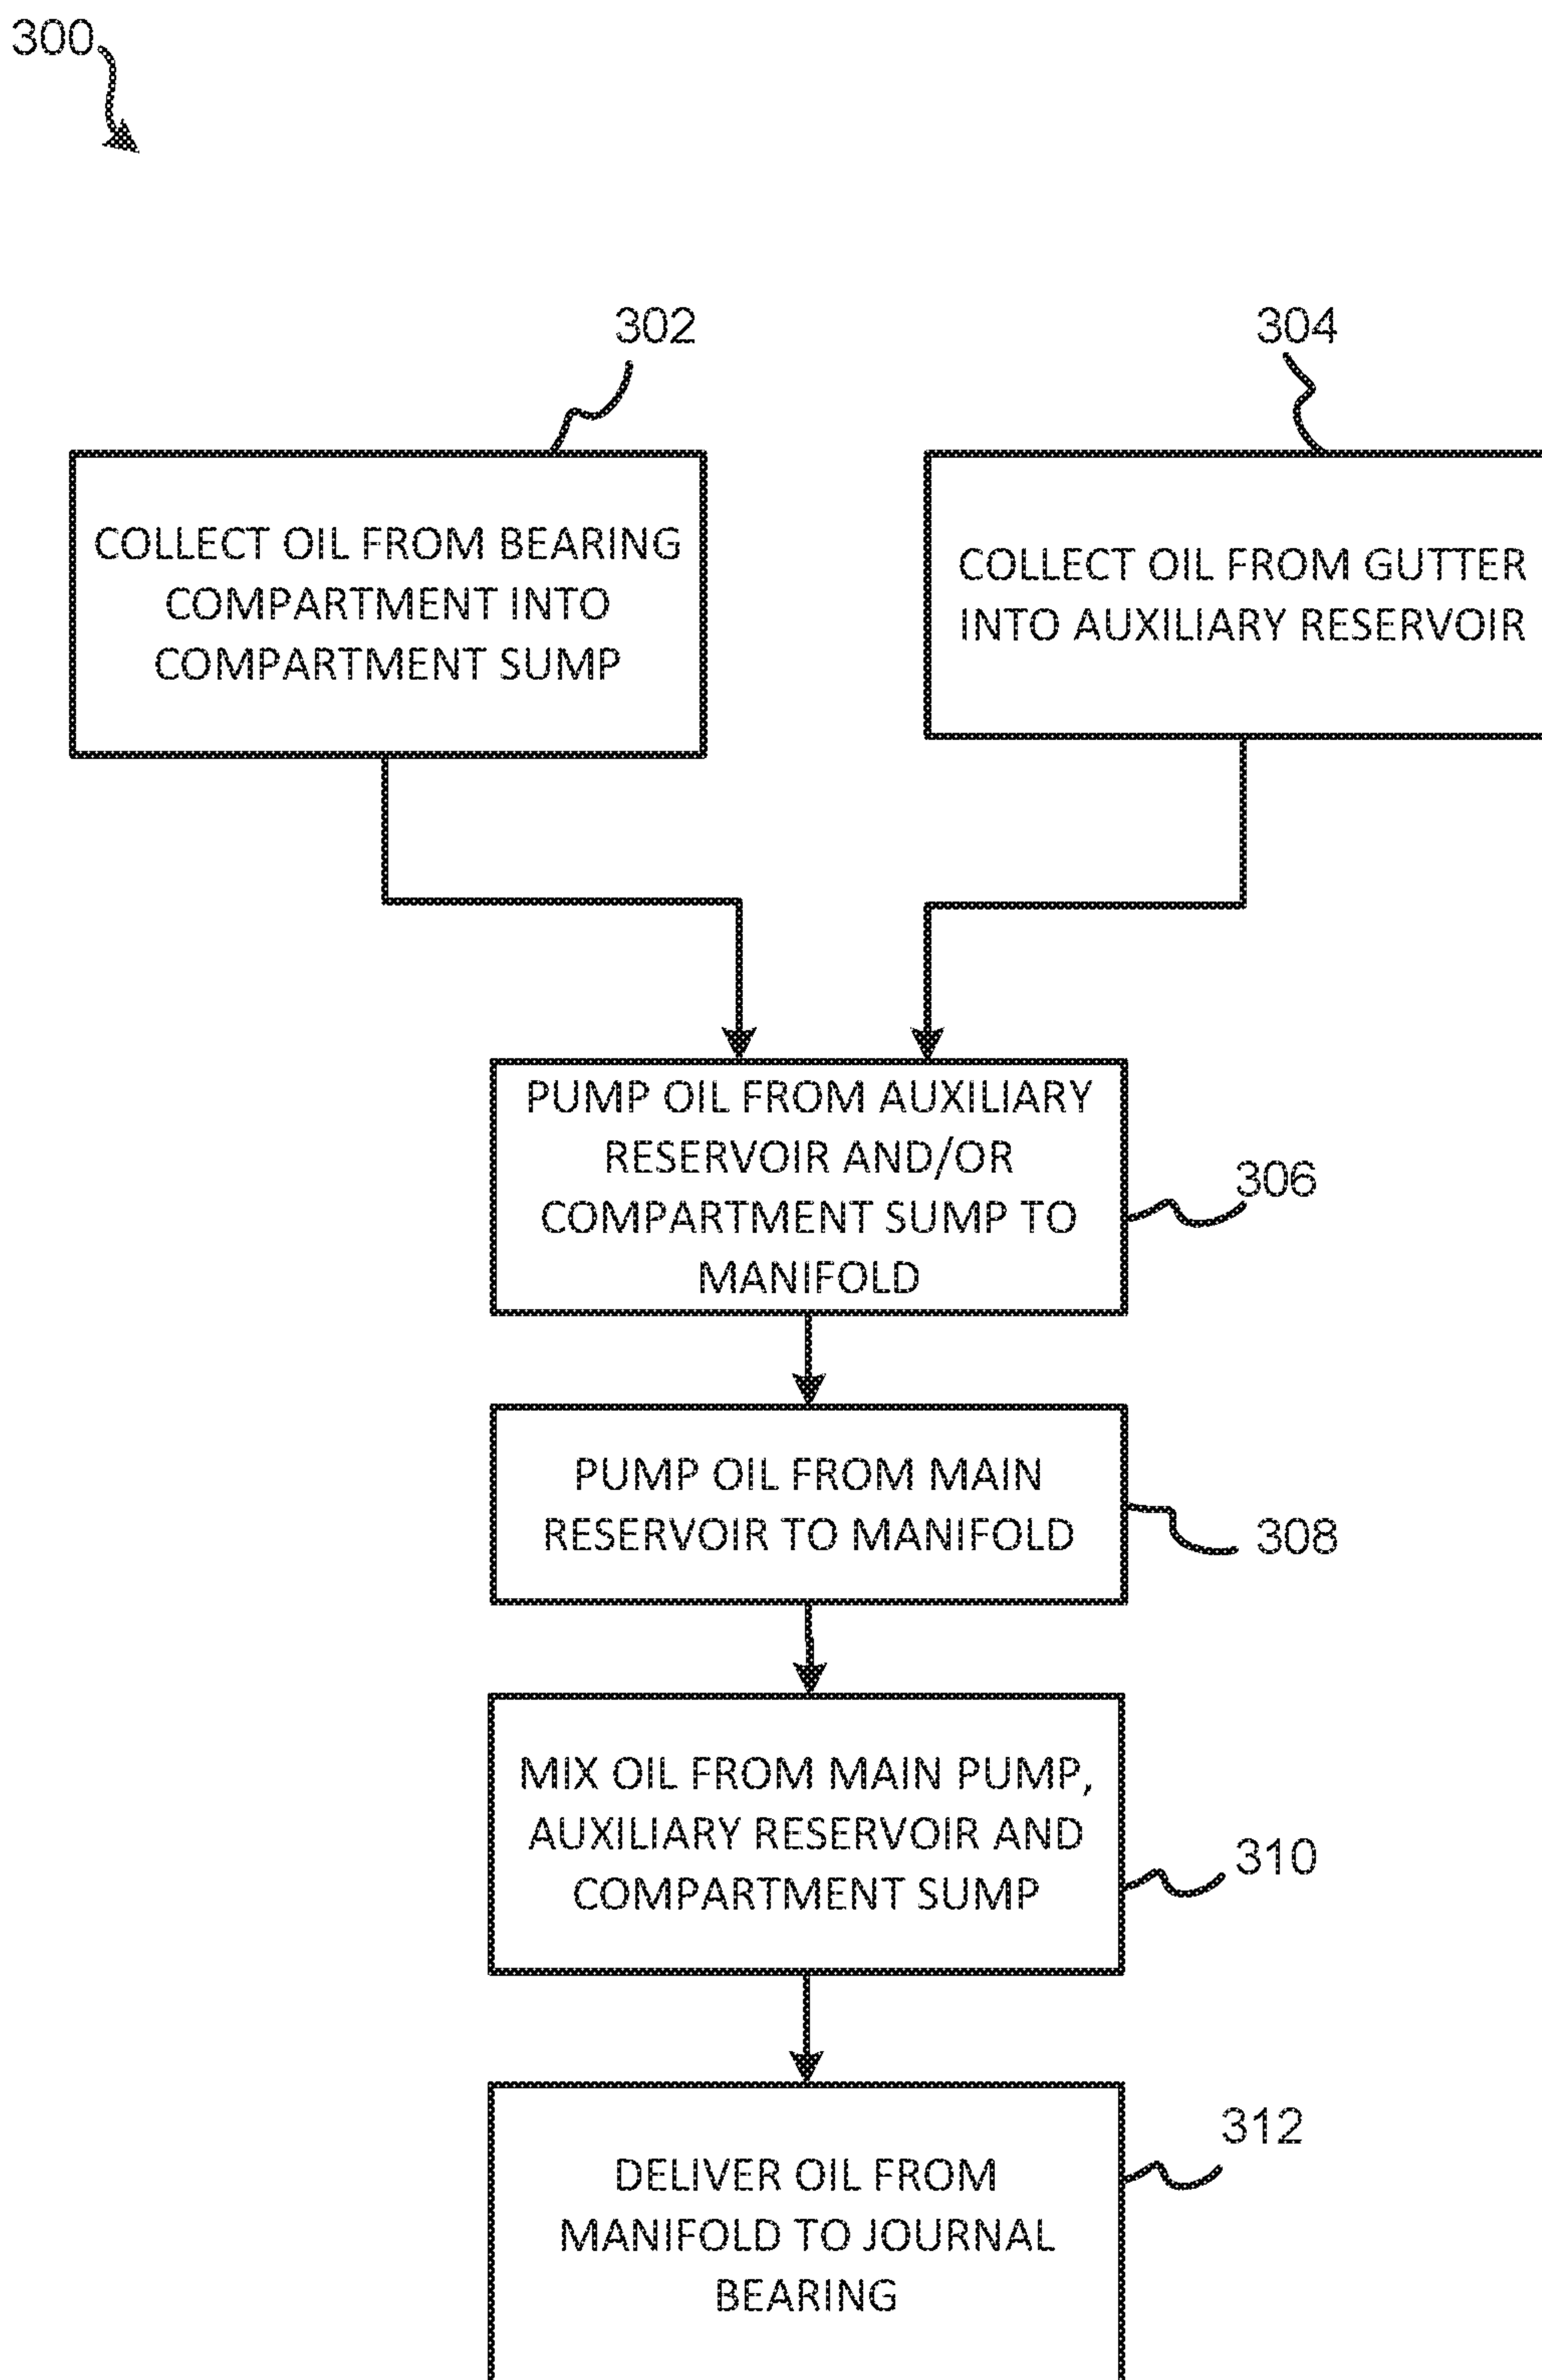 300
302
304
COLLECT OIL FROM BEARING
COMPARTMENT INTO
COMPARTMENT SUMP
COLLECT OIL FROM GUTTER
INTO AUXILIARY RESERVOIR
PUMP OIL FROM AUXILIARY
RESERVOIR AND/OR
COMPARTMENT SUMP TO
MANIFOLD
306
PUMP OIL FROM MAIN
RESERVOIR TO MANIFOLD
308
MIX OIL FROM MAIN PUMP,
AUXILIARY RESERVOIR AND
COMPARTMENT SUMP
310
312
DELIVER OIL FROM
MANIFOLD TO JOURNAL
BEARING